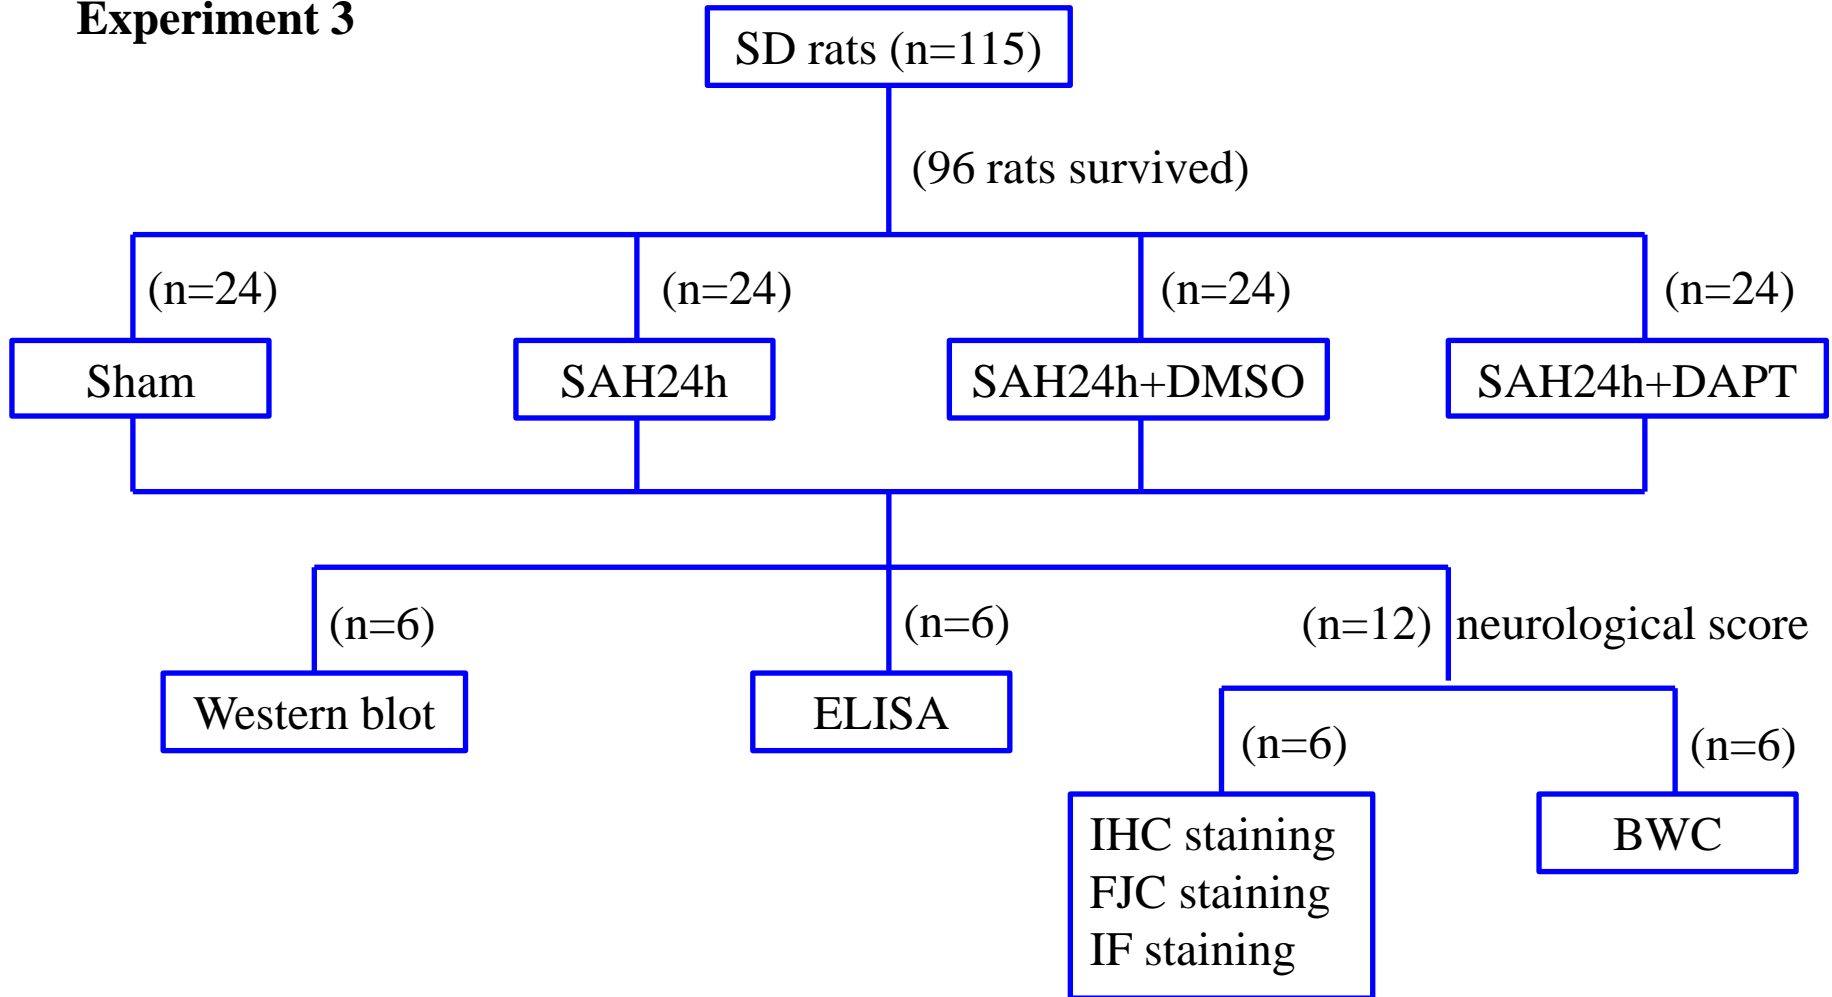 Experiment 3
SD rats (n=115)
(96 rats survived)
(n=24)
(n=24)
(n=24)
(n=24)
Sham
SAH24h
SAH24h+DMSO
SAH24h+DAPT
(n=6)
(n=6)
(n=12)
neurological score
Western blot
ELISA
(n=6)
(n=6)
IHC staining
FJC staining
IF staining
BWC